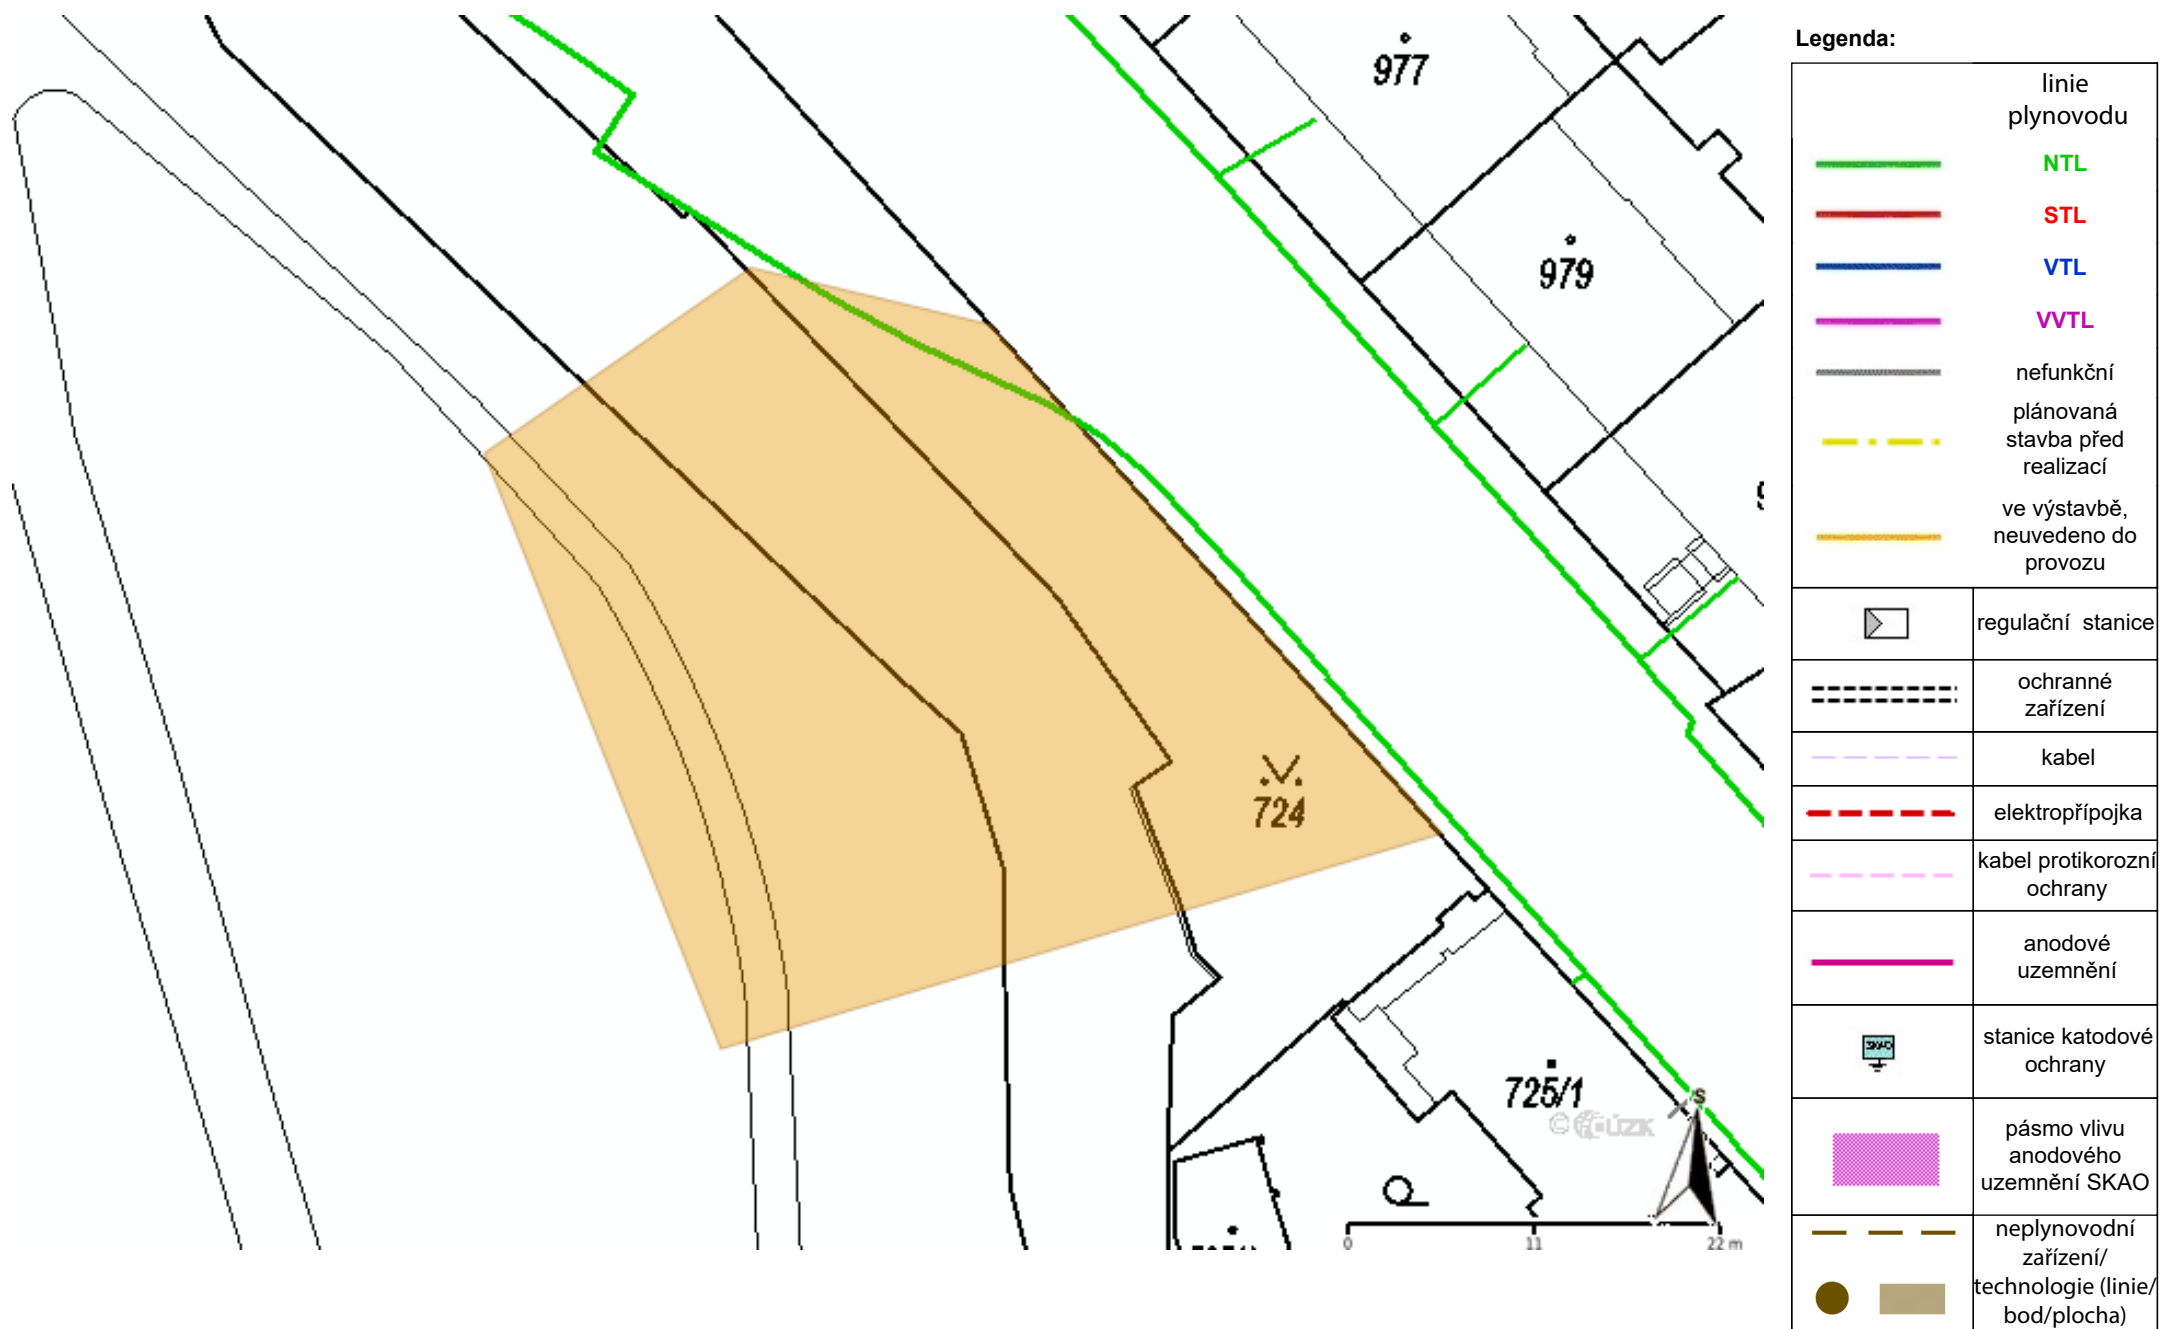 977
979
724
725/1
© ČÚZK
S
0 11 22 m
Legenda:
linie
plynovodu
NTL
STL
VTL
VVTL
nefunkční
plánovaná
stavba před
realizací
ve výstavbě,
neuvedeno do
provozu
regulační stanice
ochranné
zařízení
kabel
elektropřípojka
kabel protikorozní
ochrany
anodové
uzemnění
SKAO
stanice katodové
ochrany
pásmo vlivu
anodového
uzemnění SKAO
neplynovodní
zařízení/
technologie (linie/
bod/plocha)